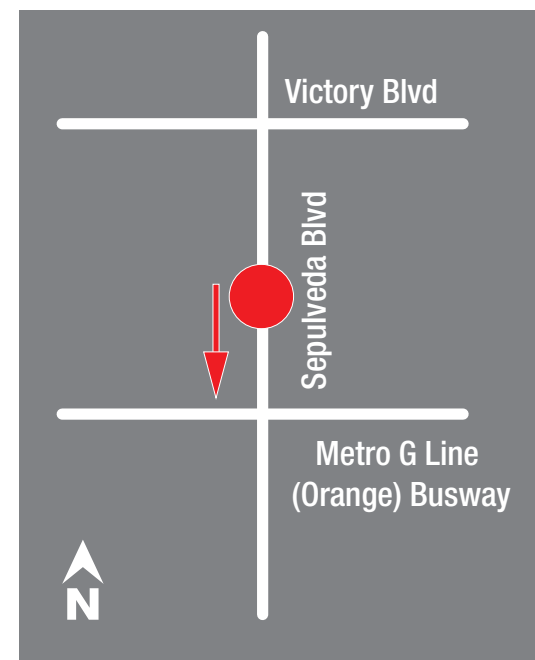 Victory Blvd
Sepulveda Blvd
Metro G Line
(Orange) Busway
N